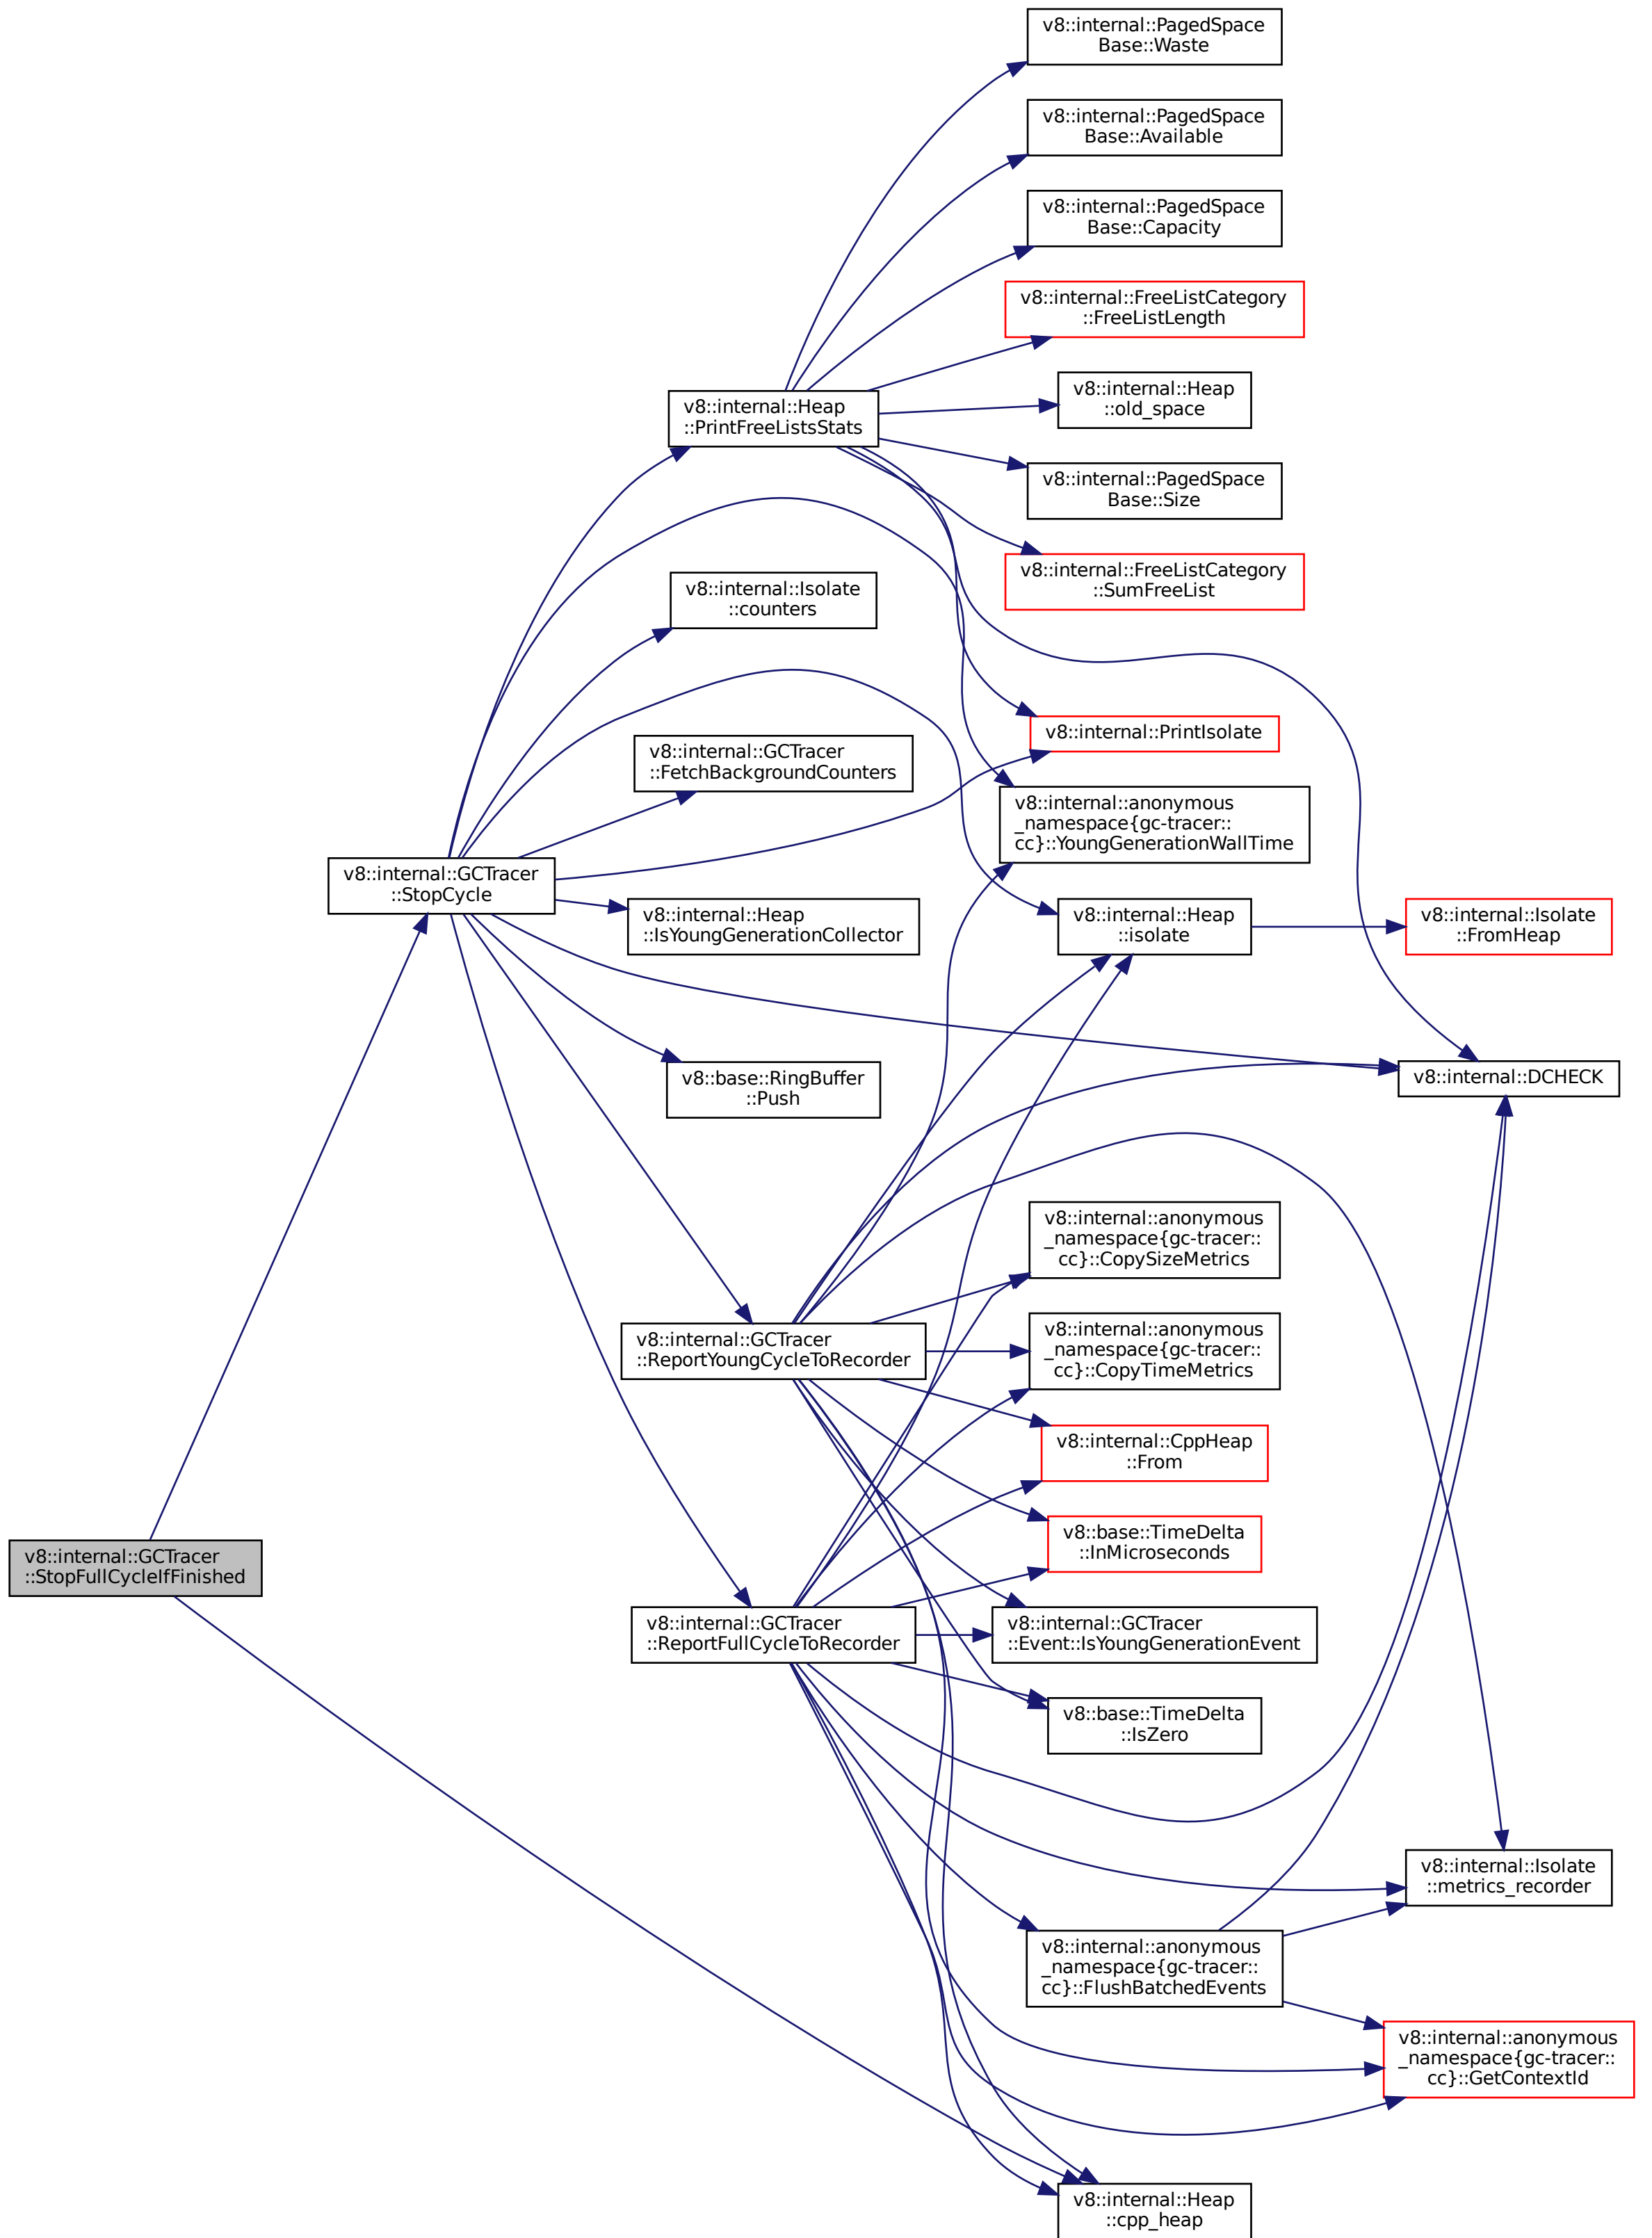 v8::internal::PagedSpace
Base::Waste
v8::internal::PagedSpace
Base::Available
v8::internal::PagedSpace
Base::Capacity
v8::internal::FreeListCategory
::FreeListLength
v8::internal::Heap
::old_space
v8::internal::Heap
::PrintFreeListsStats
v8::internal::PagedSpace
Base::Size
v8::internal::FreeListCategory
::SumFreeList
v8::internal::Isolate
::counters
v8::internal::PrintIsolate
v8::internal::GCTracer
::FetchBackgroundCounters
v8::internal::anonymous
_namespace{gc-tracer::
cc}::YoungGenerationWallTime
v8::internal::GCTracer
::StopCycle
v8::internal::Heap
::IsYoungGenerationCollector
v8::internal::Heap
::isolate
v8::internal::Isolate
::FromHeap
v8::base::RingBuffer
::Push
v8::internal::DCHECK
v8::internal::anonymous
_namespace{gc-tracer::
cc}::CopySizeMetrics
v8::internal::GCTracer
::ReportYoungCycleToRecorder
v8::internal::anonymous
_namespace{gc-tracer::
cc}::CopyTimeMetrics
v8::internal::CppHeap
::From
v8::base::TimeDelta
::InMicroseconds
v8::internal::GCTracer
::StopFullCycleIfFinished
v8::internal::GCTracer
::ReportFullCycleToRecorder
v8::internal::GCTracer
::Event::IsYoungGenerationEvent
v8::base::TimeDelta
::IsZero
v8::internal::Isolate
::metrics_recorder
v8::internal::anonymous
_namespace{gc-tracer::
cc}::FlushBatchedEvents
v8::internal::anonymous
_namespace{gc-tracer::
cc}::GetContextId
v8::internal::Heap
::cpp_heap